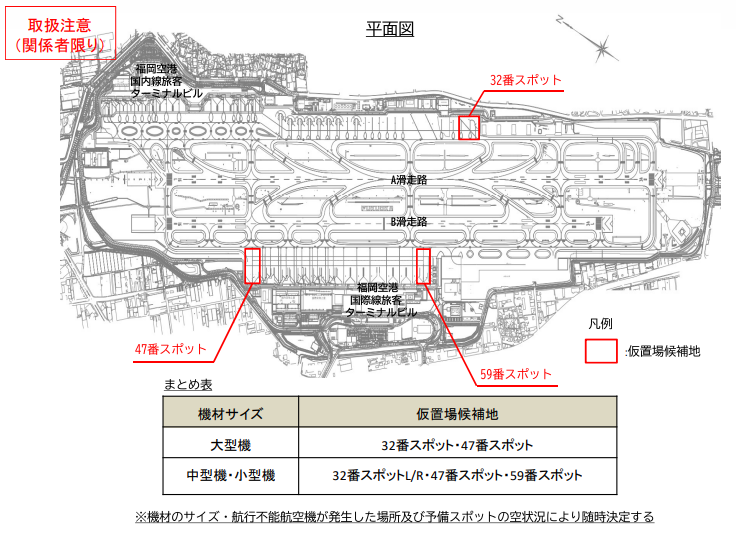 取扱注意
(関係者限り)
平面図
N
福岡空港
国内線旅客
ターミナルビル
32番スポット
A滑走路
FUKUOKA
B滑走路
福岡空港
国際線旅客
ターミナルビル
47番スポット
59番スポット
凡例
:仮置場候補地
まとめ表
機材サイズ 仮置場候補地
大型機 32番スポット・47番スポット
中型機・小型機 32番スポットL/R・47番スポット・59番スポット
※機材のサイズ・航行不能航空機が発生した場所及び予備スポットの空状況により随時決定する